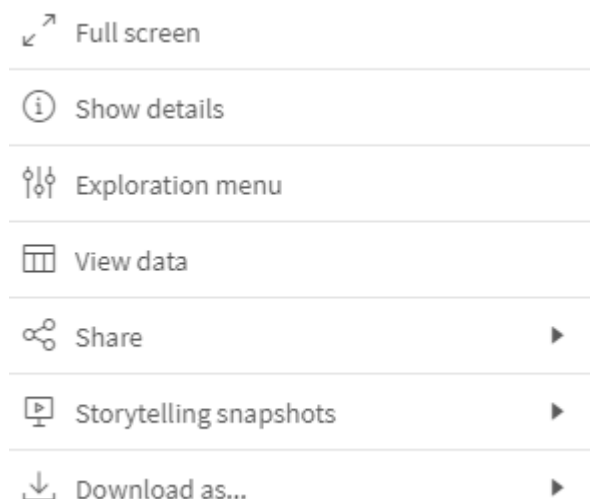 Full screen
Show details
Exploration menu
View data
Share
Storytelling snapshots
Download as...